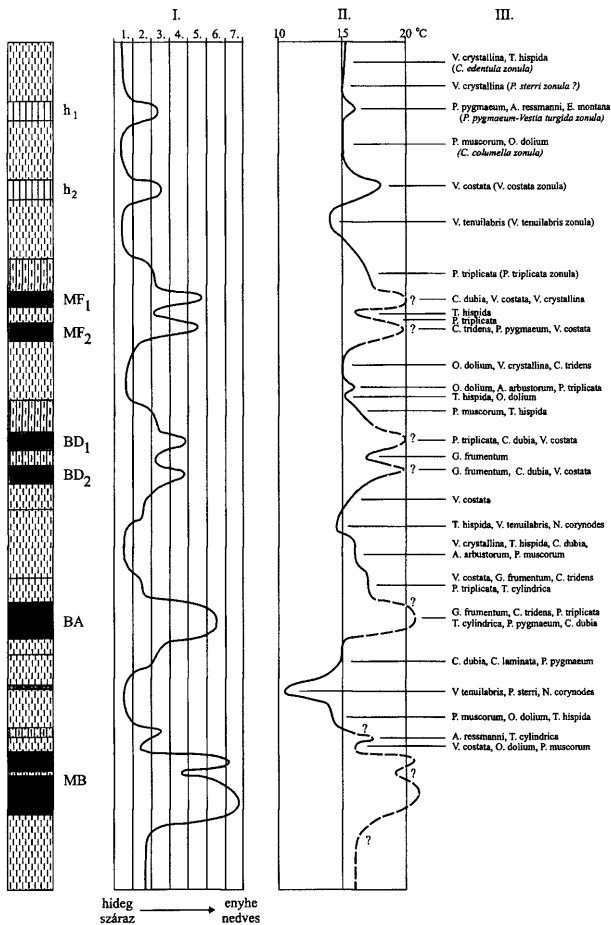 I. II. III.
1. 2. 3. 4. 5. 6. 7. 10 15 20 °C
V. crystallina, T. hispida
(C. edentula zonula)
V. crystallina (P. sterri zonula ?)
h1
P. pygmaeum, A. ressmanni, E. montana
(P. pygmaeum-Vestia turgida zonula)
P. muscorum, O. dolium
(C. columella zonula)
h2
V. costata (V. costata zonula)
V. tenuilabris (V. tenuilabris zonula)
P. triplicata (P. triplicata zonula)
MF1
? C. dubia, V. costata, V. crystallina
T. hispida
P. triplicata
MF2
? C. tridens, P. pygmaeum, V. costata
O. dolium, V. crystallina, C. tridens
O. dolium, A. arbustorum, P. triplicata
T. hispida, O. dolium
P. muscorum, T. hispida
BD1
? P. triplicata, C. dubia, V. costata
G. frumentum
BD2
? G. frumentum, C. dubia, V. costata
V. costata
T. hispida, V. tenuilabris, N. corynodes
V. crystallina, T. hispida, C. dubia,
A. arbustorum, P. muscorum
V. costata, G. frumentum, C. tridens
P. triplicata, T. cylindrica
?
BA
G. frumentum, C. tridens, P. triplicata
T. cylindrica, P. pygmaeum, C. dubia
C. dubia, C. laminata, P. pygmaeum
V tenuilabris, P. sterri, N. corynodes
P. muscorum, O. dolium, T. hispida
?
A. ressmanni, T. cylindrica
V. costata, O. dolium, P. muscorum
MB
?
?
hideg enyhe
száraz nedves